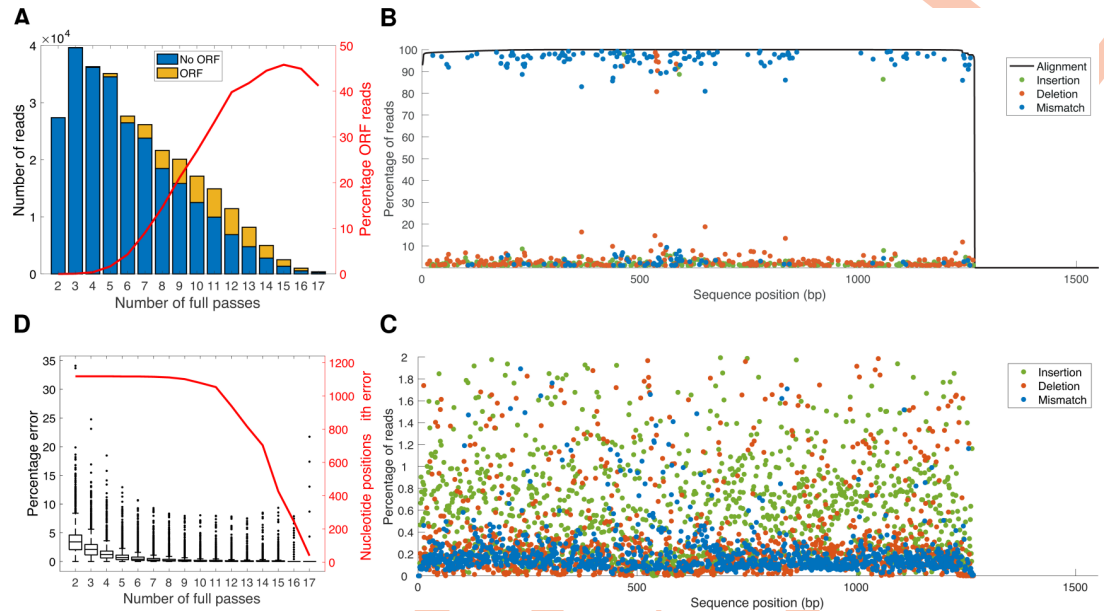 A
×10⁴
No ORF
ORF
4
3
2
1
0
50
40
30
20
10
0
Number of reads
Percentage ORF reads
2 3 4 5 6 7 8 9 10 11 12 13 14 15 16 17
Number of full passes
B
100
90
80
70
60
50
40
30
20
10
Percentage of reads
0 500 1000 1500
Sequence position (bp)
Alignment
Insertion
Deletion
Mismatch
D
35
30
25
20
15
10
5
0
1200
1000
800
600
400
200
0
Percentage error
Nucleotide positions ith error
2 3 4 5 6 7 8 9 10 11 12 13 14 15 16 17
Number of full passes
C
2
1.8
1.6
1.4
1.2
1
0.8
0.6
0.4
0.2
0
Percentage of reads
0 500 1000 1500
Sequence position (bp)
Insertion
Deletion
Mismatch